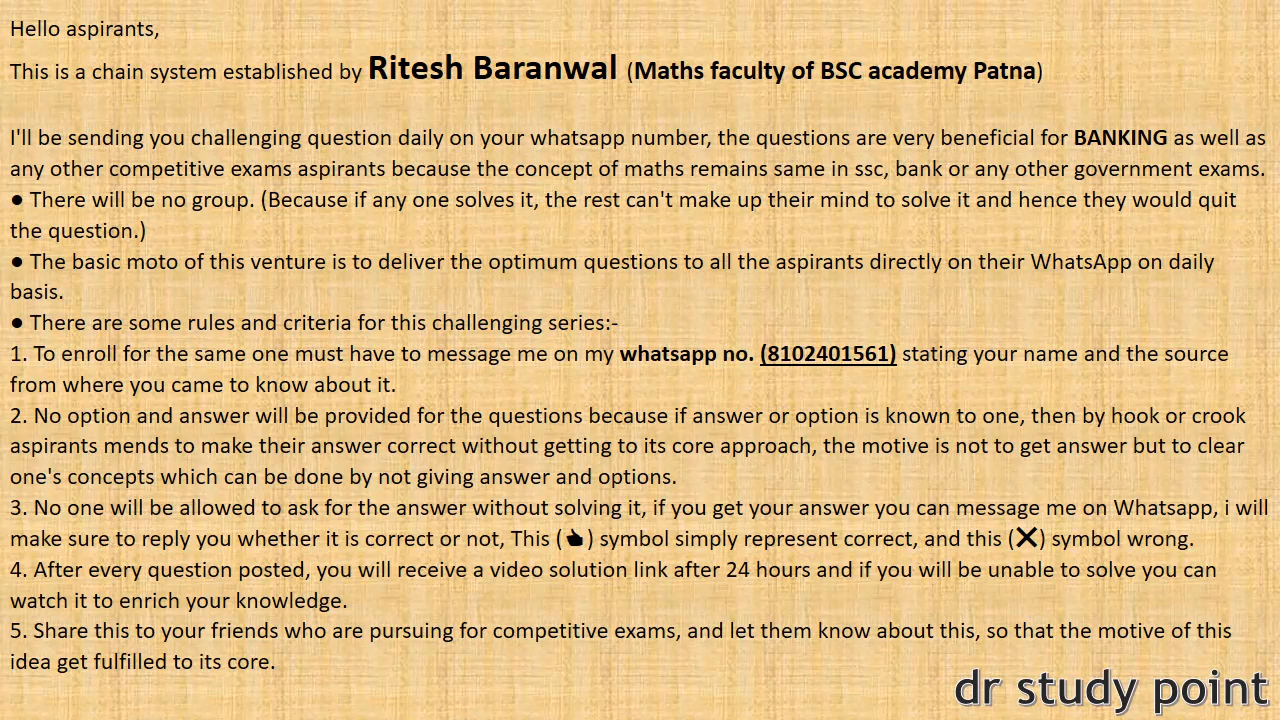 Hello aspirants,
This is a chain system established by Ritesh Baranwal (Maths faculty of BSC academy Patna)
I'll be sending you challenging question daily on your whatsapp number, the questions are very beneficial for BANKING as well as
any other competitive exams aspirants because the concept of maths remains same in ssc, bank or any other government exams.
● There will be no group. (Because if any one solves it, the rest can't make up their mind to solve it and hence they would quit
the question.)
● The basic moto of this venture is to deliver the optimum questions to all the aspirants directly on their WhatsApp on daily
basis.
● There are some rules and criteria for this challenging series:-
1. To enroll for the same one must have to message me on my whatsapp no. (8102401561) stating your name and the source
from where you came to know about it.
2. No option and answer will be provided for the questions because if answer or option is known to one, then by hook or crook
aspirants mends to make their answer correct without getting to its core approach, the motive is not to get answer but to clear
one's concepts which can be done by not giving answer and options.
3. No one will be allowed to ask for the answer without solving it, if you get your answer you can message me on Whatsapp, i will
make sure to reply you whether it is correct or not, This (👍) symbol simply represent correct, and this (❌) symbol wrong.
4. After every question posted, you will receive a video solution link after 24 hours and if you will be unable to solve you can
watch it to enrich your knowledge.
5. Share this to your friends who are pursuing for competitive exams, and let them know about this, so that the motive of this
idea get fulfilled to its core.
dr study point